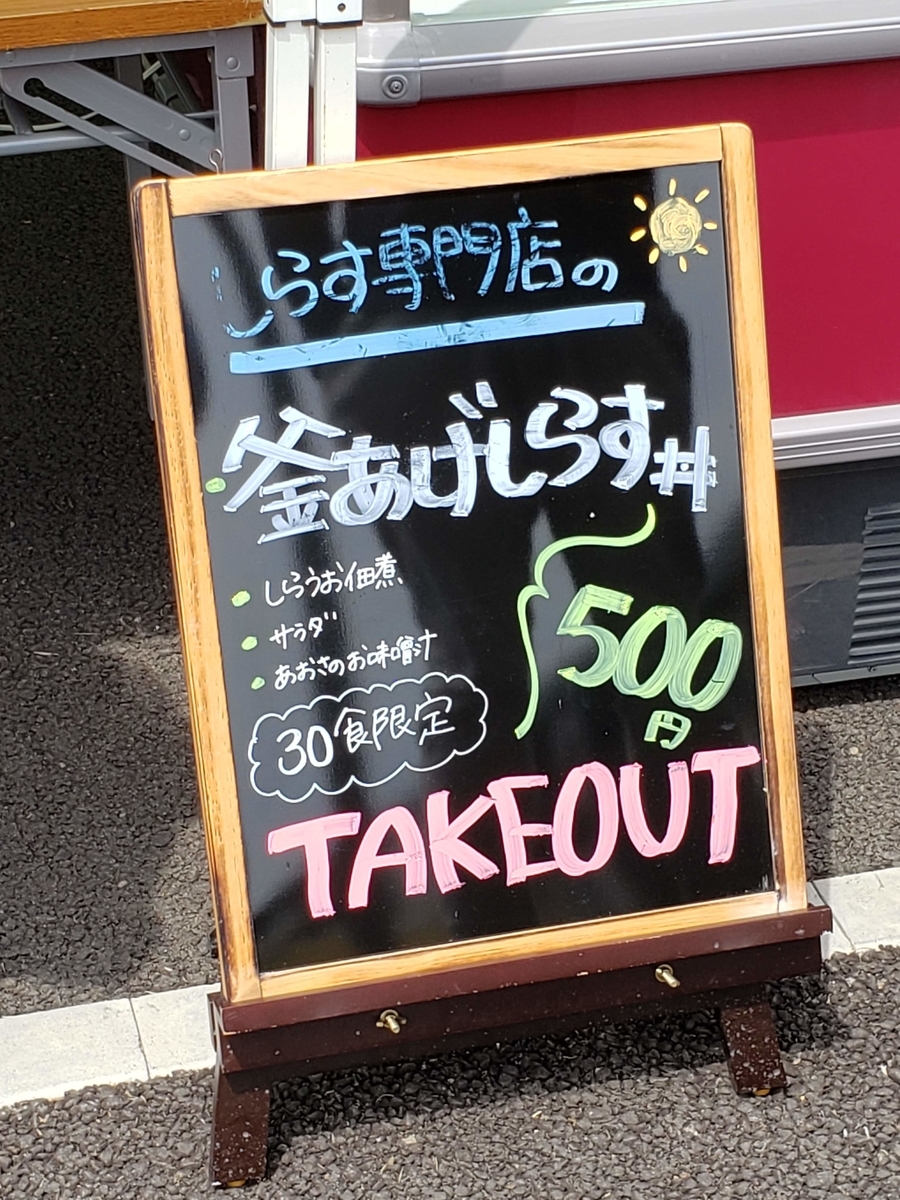 しらす専門店の
釜あげしらす丼
・しらうお佃煮
・サラダ
・あおさのお味噌汁
500
円
30食限定
TAKEOUT